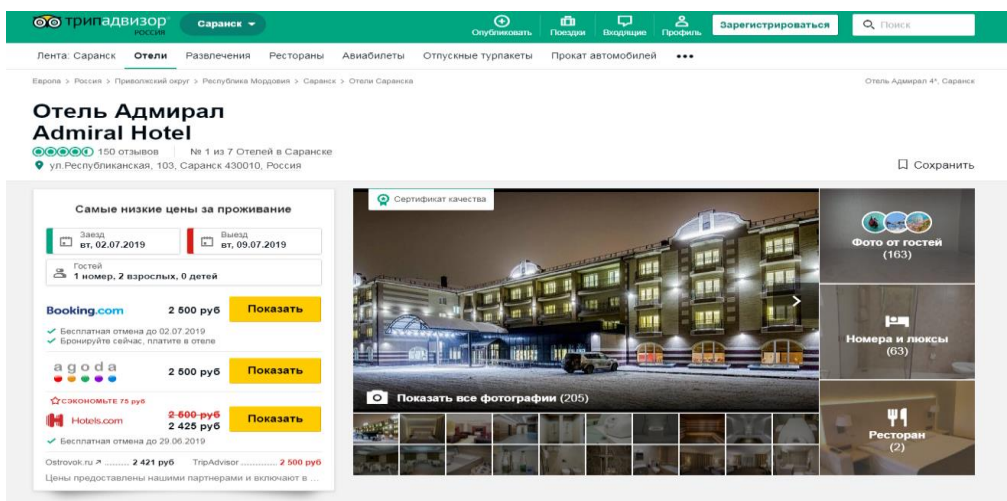 трипадвизор
РОССИЯ
Саранск
Опубликовать
Поездки
Входящие
Профиль
Зарегистрироваться
Поиск
Лента: Саранск Отели Развлечения Рестораны Авиабилеты Отпускные турпакеты Прокат автомобилей •••
Европа > Россия > Приволжский округ > Республика Мордовия > Саранск > Отели Саранска
Отель Адмирал 4*, Саранск
Отель Адмирал
Admiral Hotel
150 отзывов № 1 из 7 Отелей в Саранске
ул.Республиканская, 103, Саранск 430010, Россия
Сохранить
Самые низкие цены за проживание
Заезд
вт, 02.07.2019
Выезд
вт, 09.07.2019
Гостей
1 номер, 2 взрослых, 0 детей
Booking.com 2 500 руб Показать
Бесплатная отмена до 02.07.2019
Бронируйте сейчас, платите в отеле
agoda 2 500 руб Показать
СЭКОНОМЬТЕ 75 руб
2 500 руб
Hotels.com 2 425 руб Показать
Бесплатная отмена до 29.06.2019
Ostrovok.ru ......... 2 421 руб TripAdvisor ............. 2 500 руб
Цены предоставлены нашими партнерами и включают в ...
Сертификат качества
Показать все фотографии (205)
Фото от гостей
(163)
Номера и люксы
(63)
Ресторан
(2)